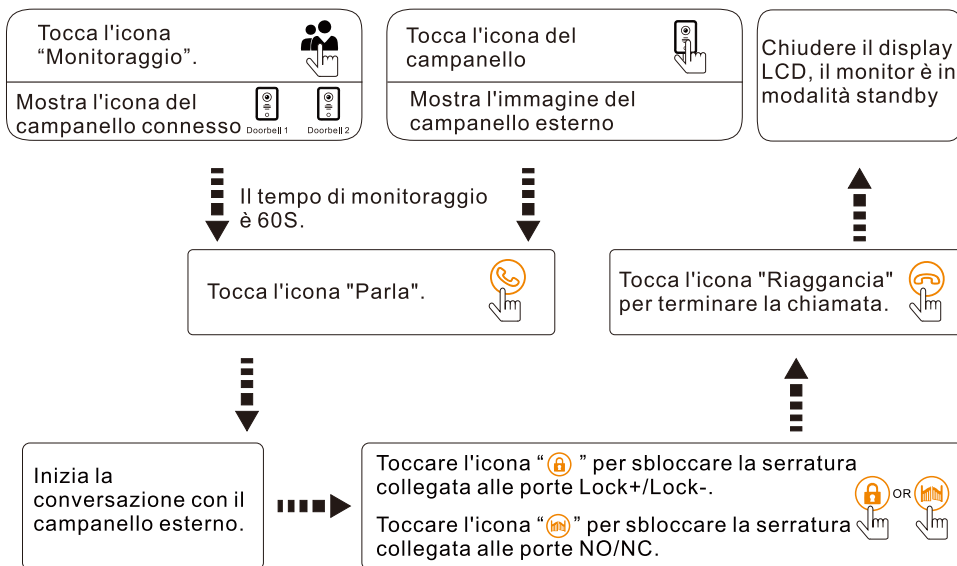 Tocca l'icona
“Monitoraggio”.
Mostra l'icona del
campanello connesso
Doorbell 1
Doorbell 2
Tocca l'icona del
campanello
Mostra l'immagine del
campanello esterno
Chiudere il display
LCD, il monitor è in
modalità standby
Il tempo di monitoraggio
è 60S.
Tocca l'icona "Parla".
Tocca l'icona "Riaggancia"
per terminare la chiamata.
Inizia la
conversazione con il
campanello esterno.
Toccare l'icona “ ” per sbloccare la serratura
collegata alle porte Lock+/Lock-.
Toccare l'icona “ ” per sbloccare la serratura
collegata alle porte NO/NC.
OR